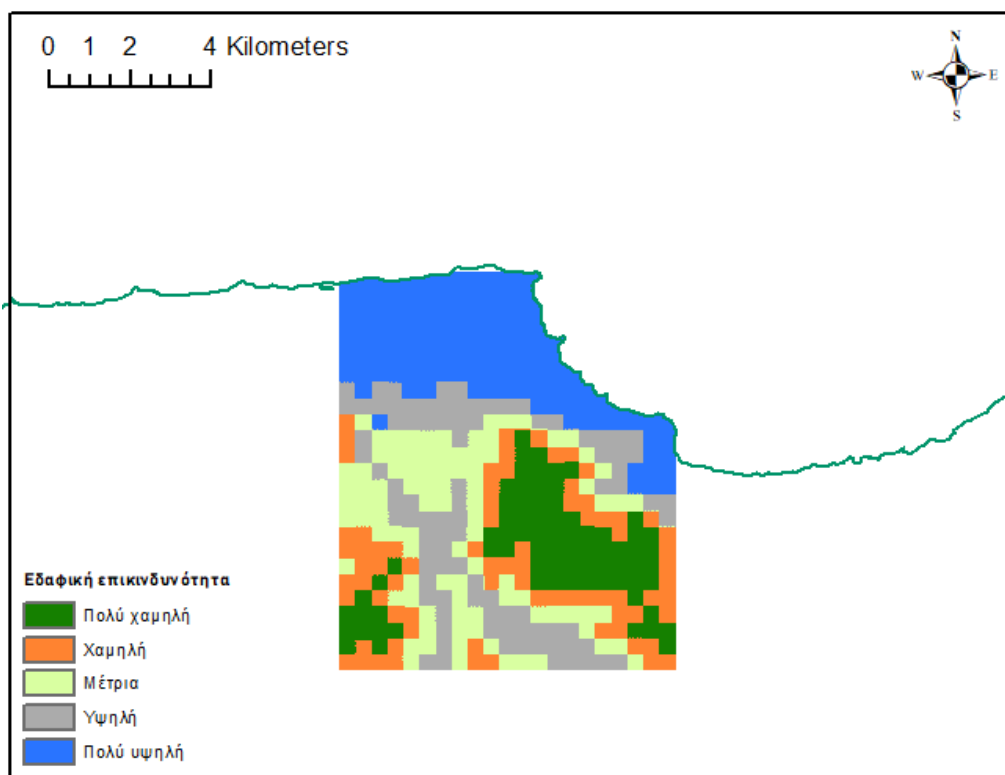 0 1 2 4 Kilometers
N
W E
S
Εδαφική επικινδυνότητα
Πολύ χαμηλή
Χαμηλή
Μέτρια
Υψηλή
Πολύ υψηλή